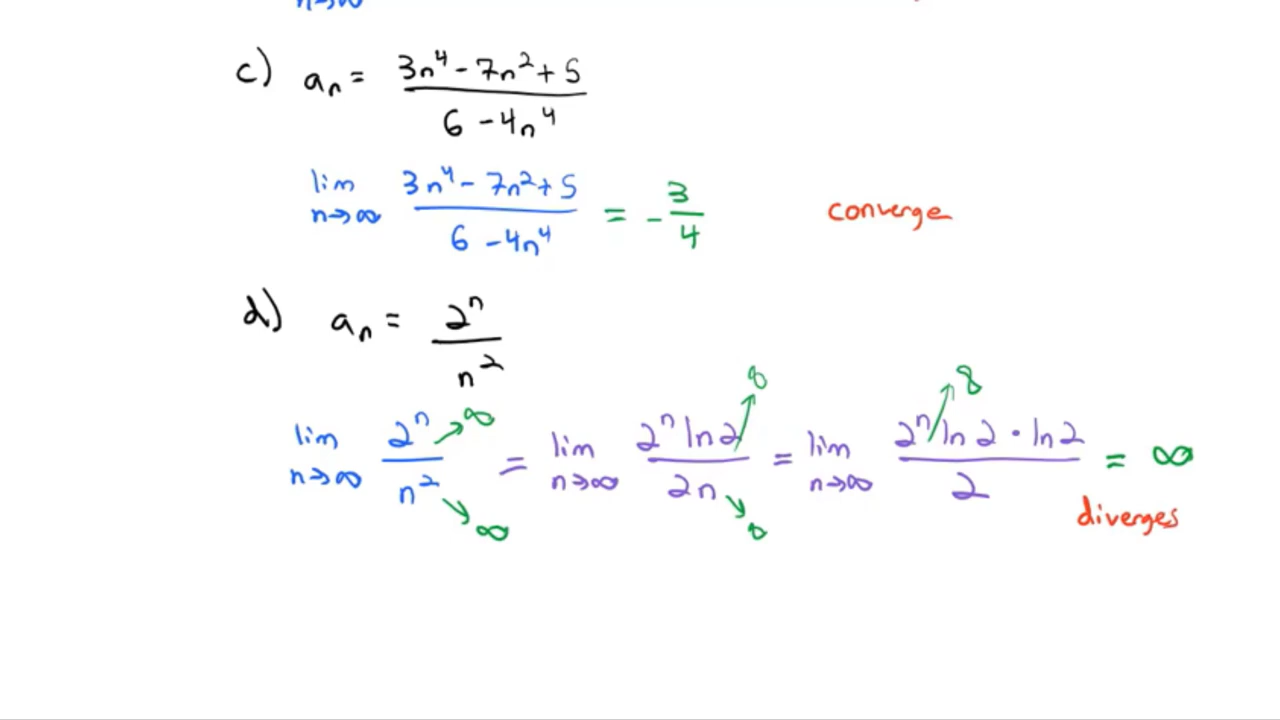 n→∞
c) aₙ = (3n⁴ - 7n² + 5)/(6 - 4n⁴)
lim n→∞ (3n⁴ - 7n² + 5)/(6 - 4n⁴) = -3/4 converge
d) aₙ = 2ⁿ/n²
lim n→∞ 2ⁿ/n² →∞ →∞ = lim n→∞ (2ⁿ ln 2)/(2n) →∞ →∞ = lim n→∞ (2ⁿ ln 2 · ln 2)/2 →∞ = ∞
diverges